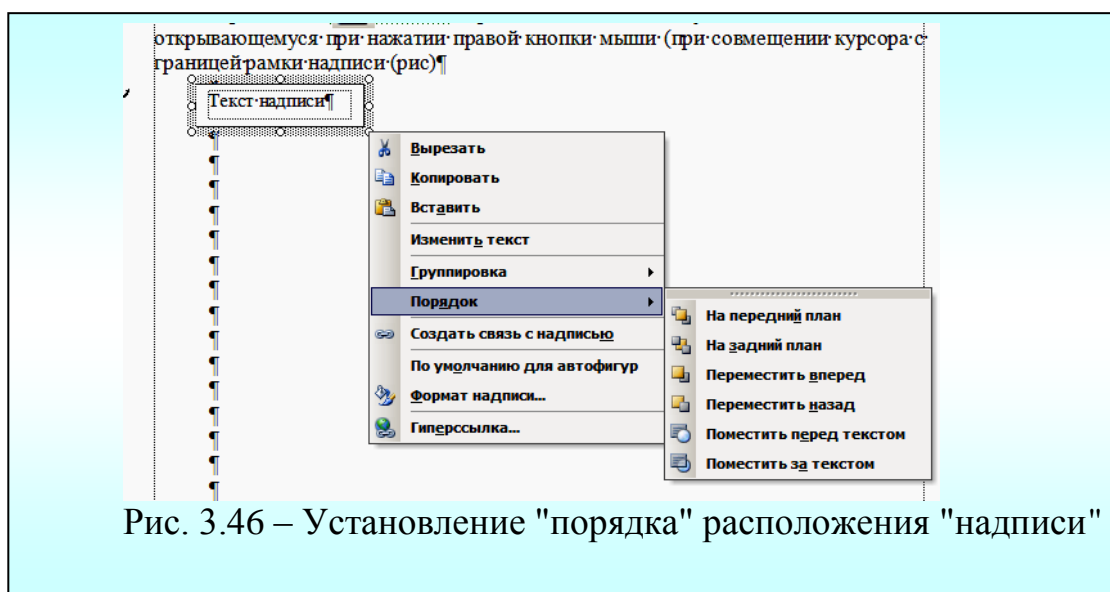 открывающемуся при нажатии правой кнопки мыши (при совмещении курсора с
границей рамки надписи (рис)¶
Текст надписи¶
Вырезать
Копировать
Вставить
Изменить текст
Группировка
Порядок
Создать связь с надписью
По умолчанию для автофигур
Формат надписи...
Гиперссылка...
На передний план
На задний план
Переместить вперед
Переместить назад
Поместить перед текстом
Поместить за текстом
Рис. 3.46 – Установление "порядка" расположения "надписи"